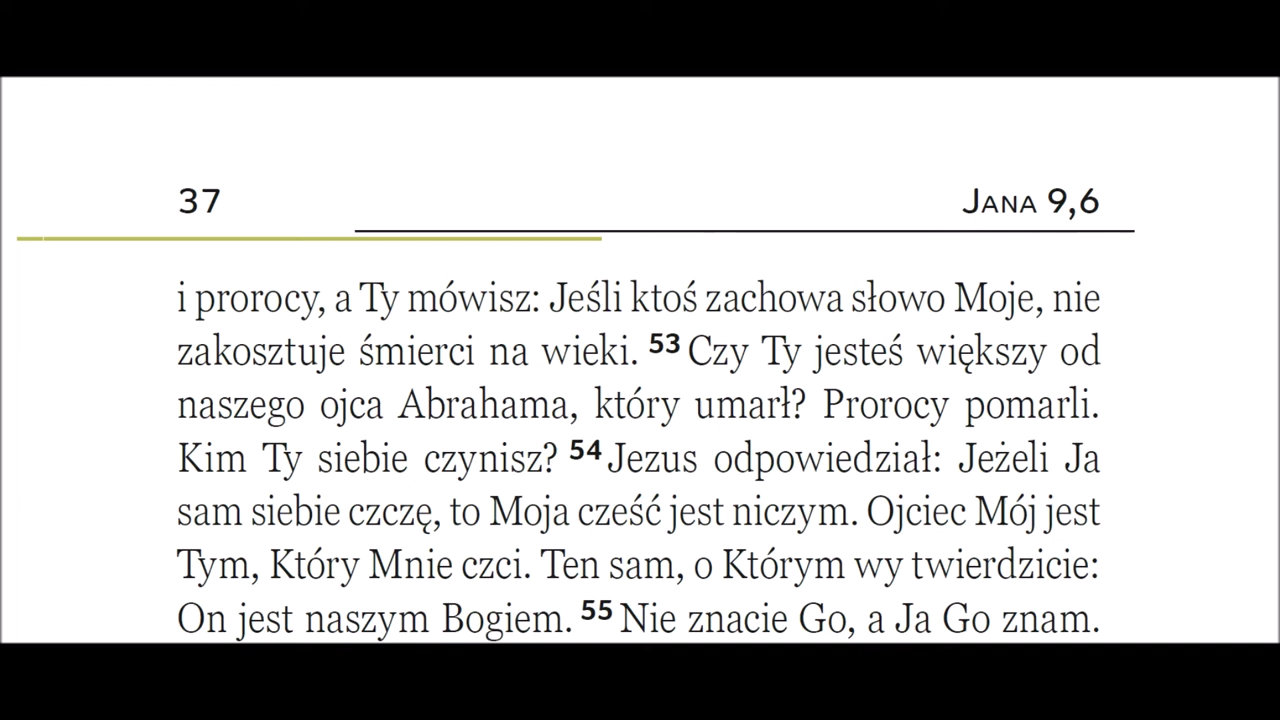 37
Jana 9,6
i prorocy, a Ty mówisz: Jeśli ktoś zachowa słowo Moje, nie
zakosztuje śmierci na wieki. 53 Czy Ty jesteś większy od
naszego ojca Abrahama, który umarł? Prorocy pomarli.
Kim Ty siebie czynisz? 54 Jezus odpowiedział: Jeżeli Ja
sam siebie czczę, to Moja cześć jest niczym. Ojciec Mój jest
Tym, Który Mnie czci. Ten sam, o Którym wy twierdzicie:
On jest naszym Bogiem. 55 Nie znacie Go, a Ja Go znam.